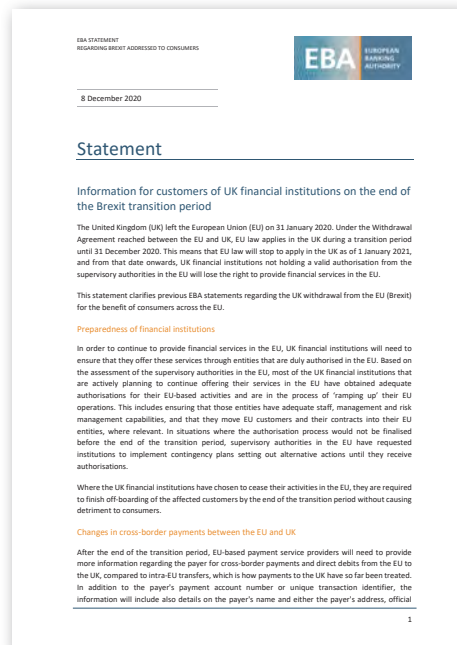 EBA STATEMENT
REGARDING BREXIT ADDRESSED TO CONSUMERS
EBA EUROPEAN
BANKING
AUTHORITY
8 December 2020
Statement
Information for customers of UK financial institutions on the end of
the Brexit transition period
The United Kingdom (UK) left the European Union (EU) on 31 January 2020. Under the Withdrawal
Agreement reached between the EU and UK, EU law applies in the UK during a transition period
until 31 December 2020. This means that EU law will stop to apply in the UK as of 1 January 2021,
and from that date onwards, UK financial institutions not holding a valid authorisation from the
supervisory authorities in the EU will lose the right to provide financial services in the EU.
This statement clarifies previous EBA statements regarding the UK withdrawal from the EU (Brexit)
for the benefit of consumers across the EU.
Preparedness of financial institutions
In order to continue to provide financial services in the EU, UK financial institutions will need to
ensure that they offer these services through entities that are duly authorised in the EU. Based on
the assessment of the supervisory authorities in the EU, most of the UK financial institutions that
are actively planning to continue offering their services in the EU have obtained adequate
authorisations for their EU-based activities and are in the process of ‘ramping up’ their EU
operations. This includes ensuring that those entities have adequate staff, management and risk
management capabilities, and that they move EU customers and their contracts into their EU
entities, where relevant. In situations where the authorisation process would not be finalised
before the end of the transition period, supervisory authorities in the EU have requested
institutions to implement contingency plans setting out alternative actions until they receive
authorisations.
Where the UK financial institutions have chosen to cease their activities in the EU, they are required
to finish off-boarding of the affected customers by the end of the transition period without causing
detriment to consumers.
Changes in cross-border payments between the EU and UK
After the end of the transition period, EU-based payment service providers will need to provide
more information regarding the payer for cross-border payments and direct debits from the EU to
the UK, compared to intra-EU transfers, which is how payments to the UK have so far been treated.
In addition to the payer's payment account number or unique transaction identifier, the
information will include also details on the payer's name and either the payer's address, official
1